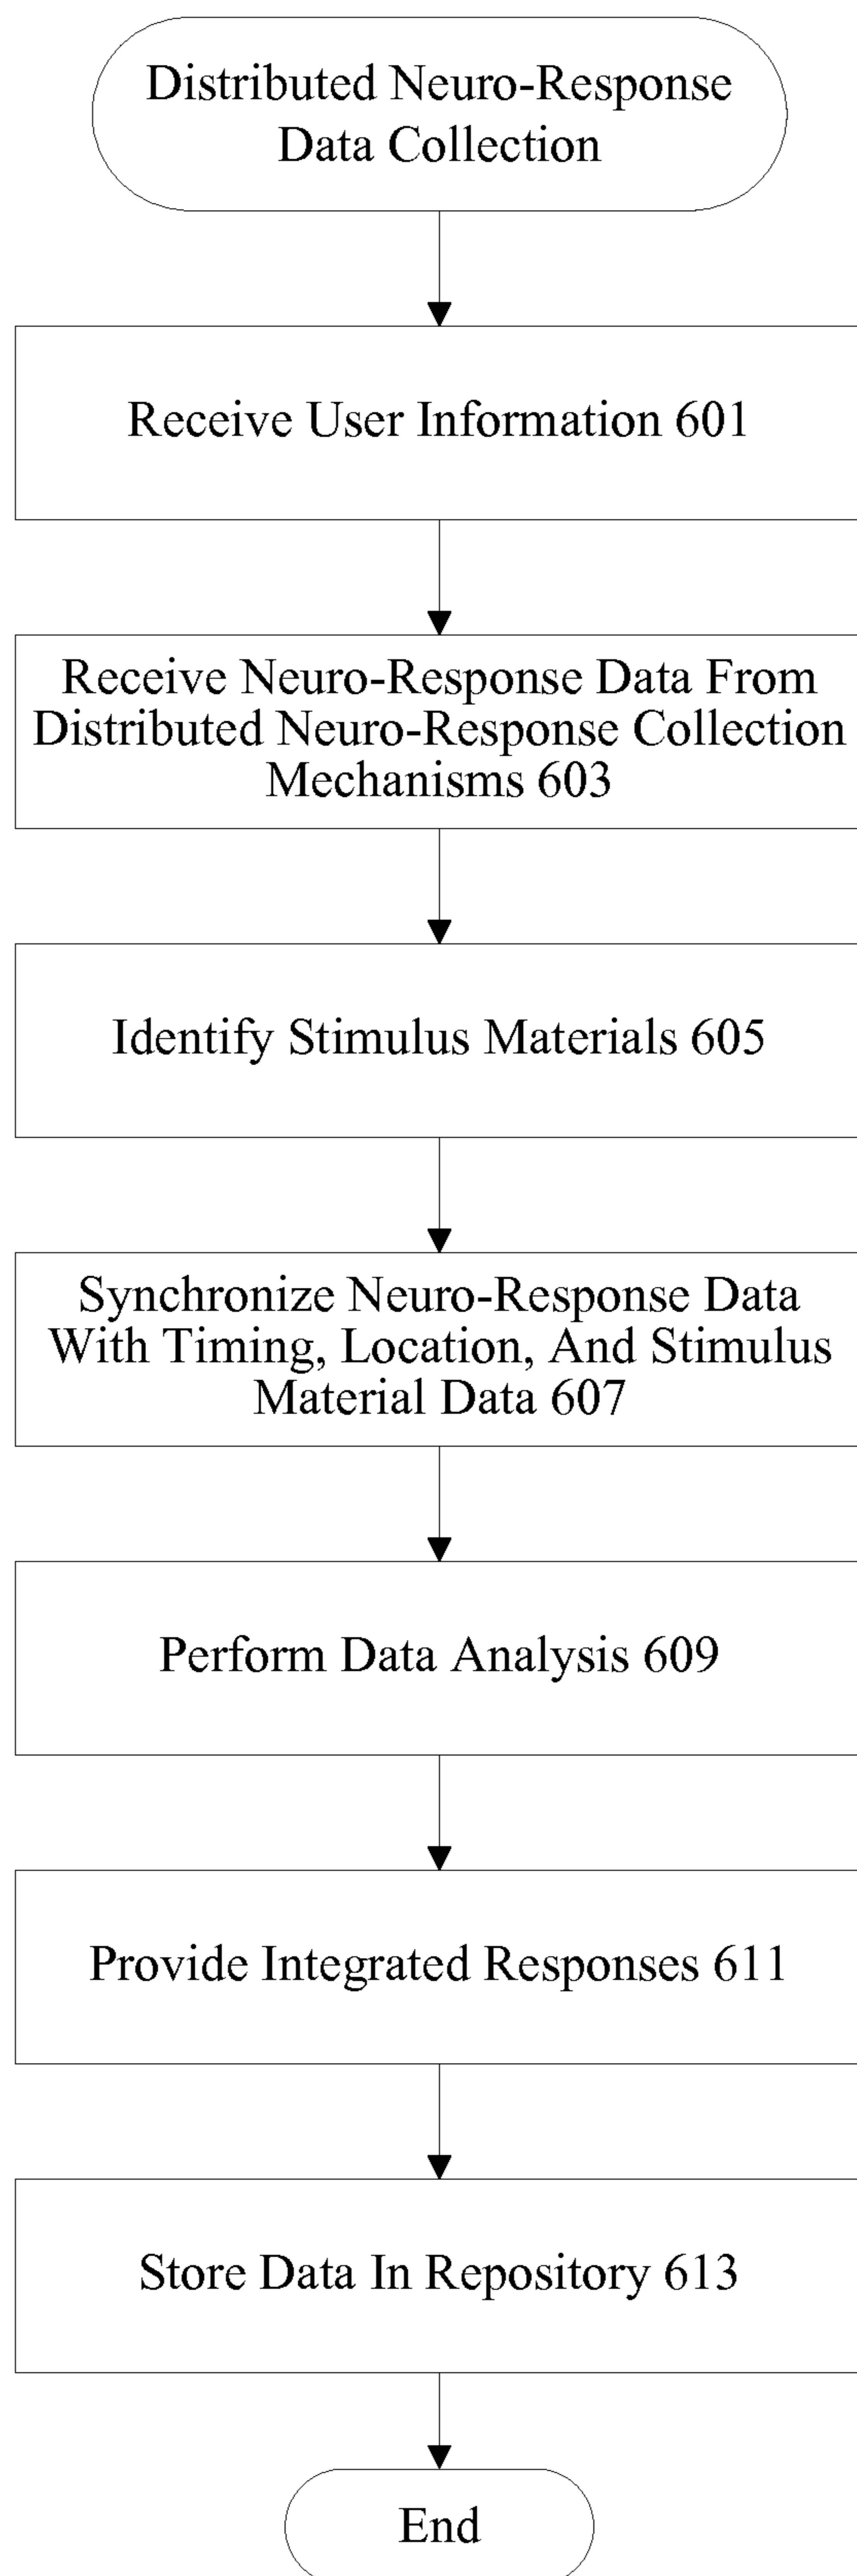 Distributed Neuro-Response
Data Collection
Receive User Information 601
Receive Neuro-Response Data From
Distributed Neuro-Response Collection
Mechanisms 603
Identify Stimulus Materials 605
Synchronize Neuro-Response Data
With Timing, Location, And Stimulus
Material Data 607
Perform Data Analysis 609
Provide Integrated Responses 611
Store Data In Repository 613
End